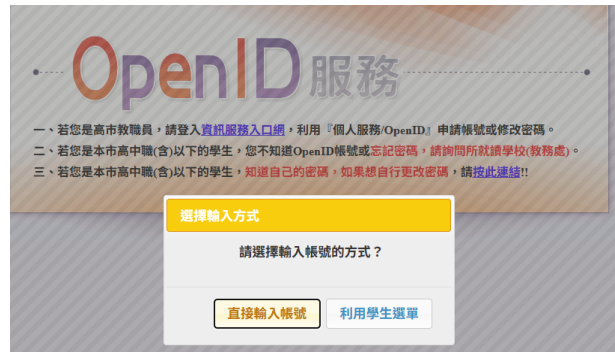 OpenID服務
一、若您是高市教職員，請登入資訊服務入口網，利用『個人服務/OpenID』申請帳號或修改密碼。
二、若您是本市高中職(含)以下的學生，您不知道OpenID帳號或忘記密碼，請詢問所就讀學校(教務處)。
三、若您是本市高中職(含)以下的學生，知道自己的密碼，如果想自行更改密碼，請按此連結!!
選擇輸入方式
請選擇輸入帳號的方式？
直接輸入帳號 利用學生選單